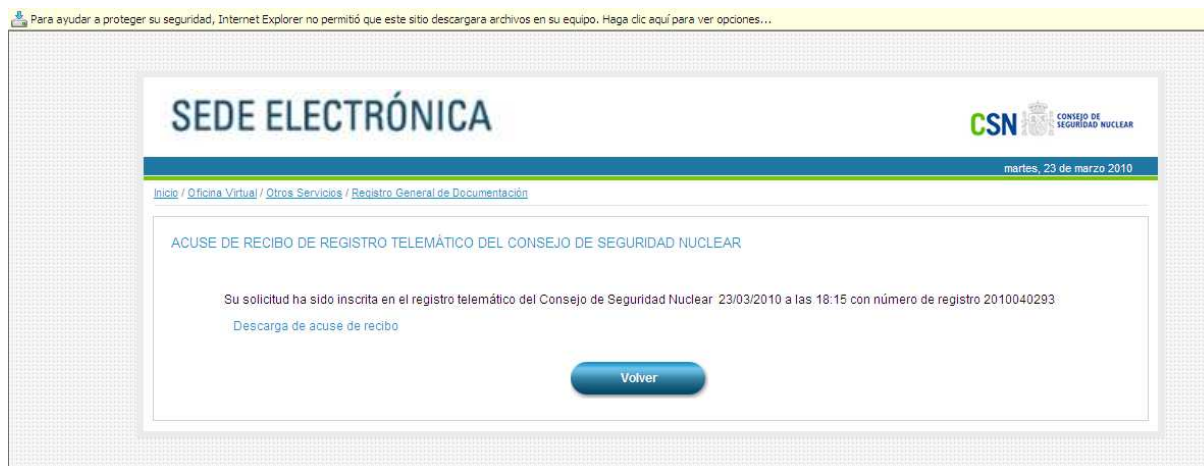 Para ayudar a proteger su seguridad, Internet Explorer no permitió que este sitio descargara archivos en su equipo. Haga clic aquí para ver opciones...
SEDE ELECTRÓNICA
CSN CONSEJO DE
SEGURIDAD NUCLEAR
martes, 23 de marzo 2010
Inicio / Oficina Virtual / Otros Servicios / Registro General de Documentación
ACUSE DE RECIBO DE REGISTRO TELEMÁTICO DEL CONSEJO DE SEGURIDAD NUCLEAR
Su solicitud ha sido inscrita en el registro telemático del Consejo de Seguridad Nuclear 23/03/2010 a las 18:15 con número de registro 2010040293
Descarga de acuse de recibo
Volver